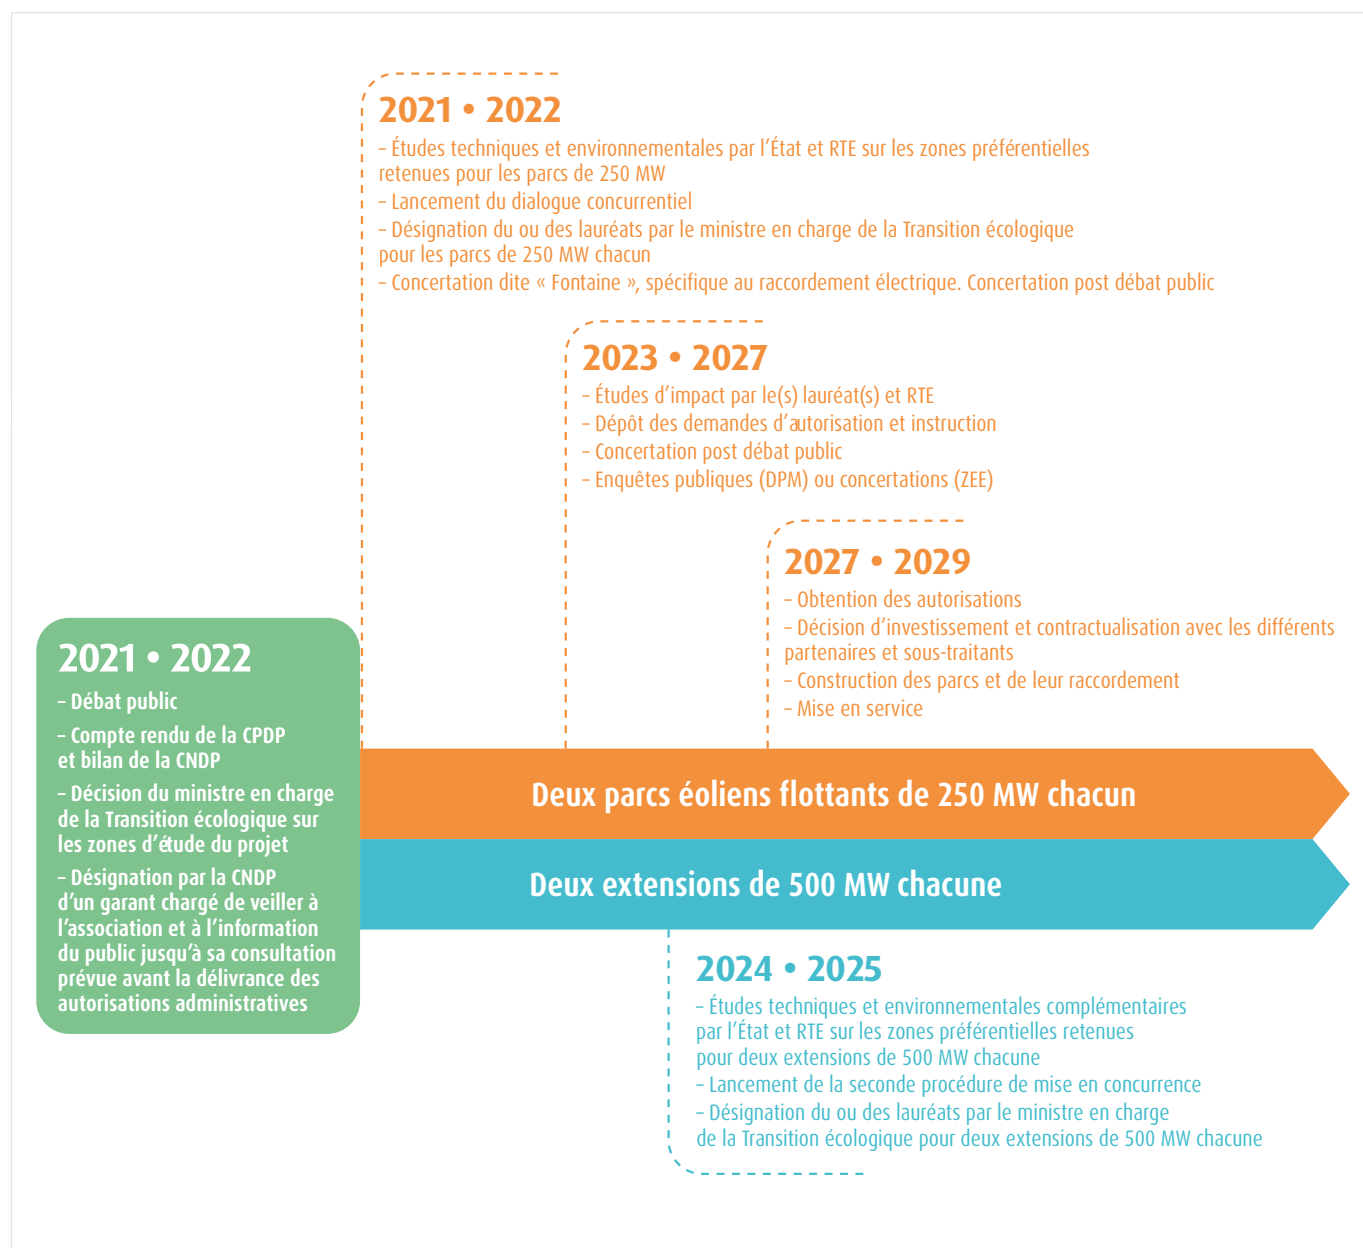 2021 • 2022
– Études techniques et environnementales par l’État et RTE sur les zones préférentielles
retenues pour les parcs de 250 MW
– Lancement du dialogue concurrentiel
– Désignation du ou des lauréats par le ministre en charge de la Transition écologique
pour les parcs de 250 MW chacun
– Concertation dite « Fontaine », spécifique au raccordement électrique. Concertation post débat public
2023 • 2027
– Études d’impact par le(s) lauréat(s) et RTE
– Dépôt des demandes d’autorisation et instruction
– Concertation post débat public
– Enquêtes publiques (DPM) ou concertations (ZEE)
2027 • 2029
– Obtention des autorisations
– Décision d’investissement et contractualisation avec les différents
partenaires et sous-traitants
– Construction des parcs et de leur raccordement
– Mise en service
2021 • 2022
– Débat public
– Compte rendu de la CPDP
et bilan de la CNDP
– Décision du ministre en charge
de la Transition écologique sur
les zones d’étude du projet
– Désignation par la CNDP
d’un garant chargé de veiller à
l’association et à l’information
du public jusqu’à sa consultation
prévue avant la délivrance des
autorisations administratives
Deux parcs éoliens flottants de 250 MW chacun
Deux extensions de 500 MW chacune
2024 • 2025
– Études techniques et environnementales complémentaires
par l’État et RTE sur les zones préférentielles retenues
pour deux extensions de 500 MW chacune
– Lancement de la seconde procédure de mise en concurrence
– Désignation du ou des lauréats par le ministre en charge
de la Transition écologique pour deux extensions de 500 MW chacune